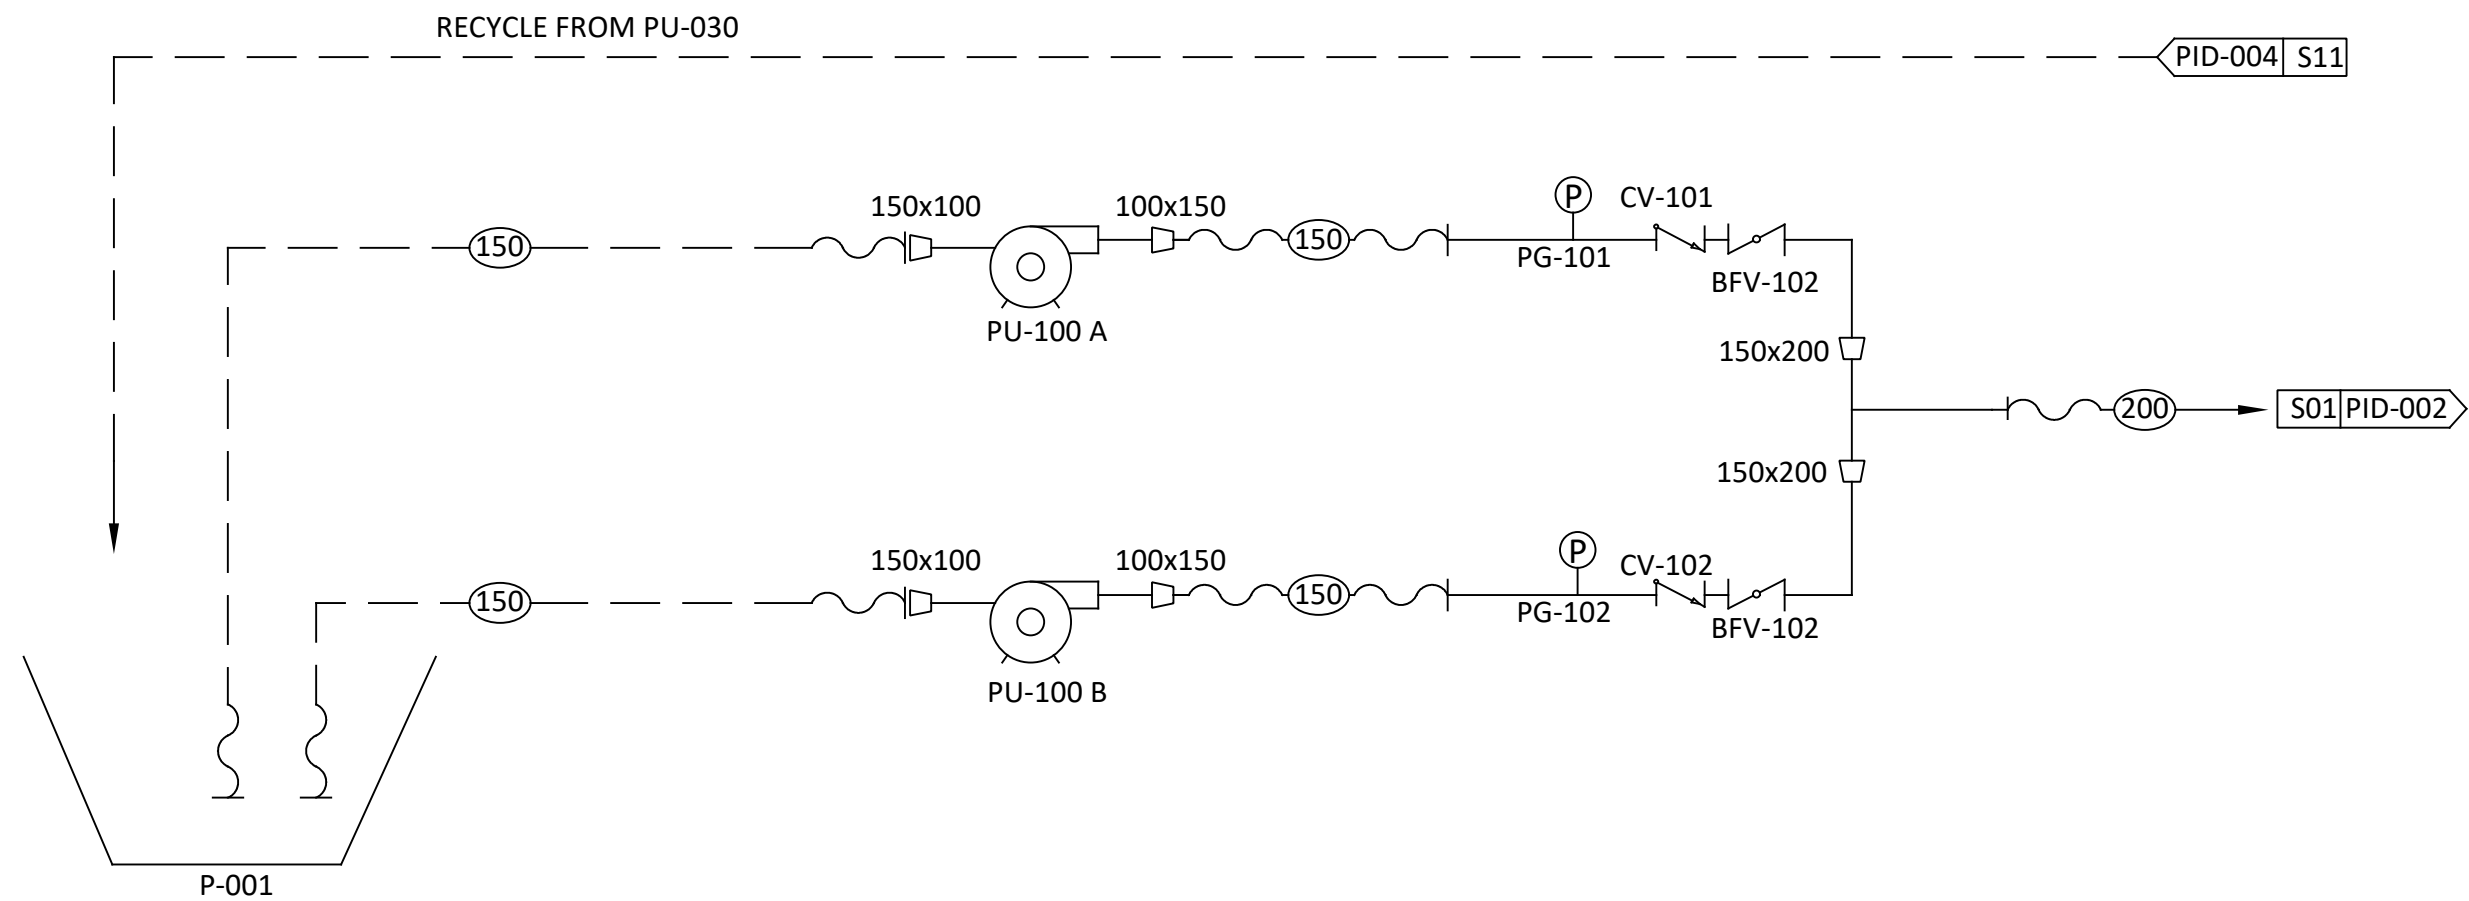 RECYCLE FROM PU-030
PID-004 S11
150x100
100x150
P
CV-101
150
150
PG-101
BFV-102
PU-100 A
150x200
200
S01 PID-002
150x200
150x100
100x150
P
CV-102
150
150
PG-102
BFV-102
PU-100 B
P-001